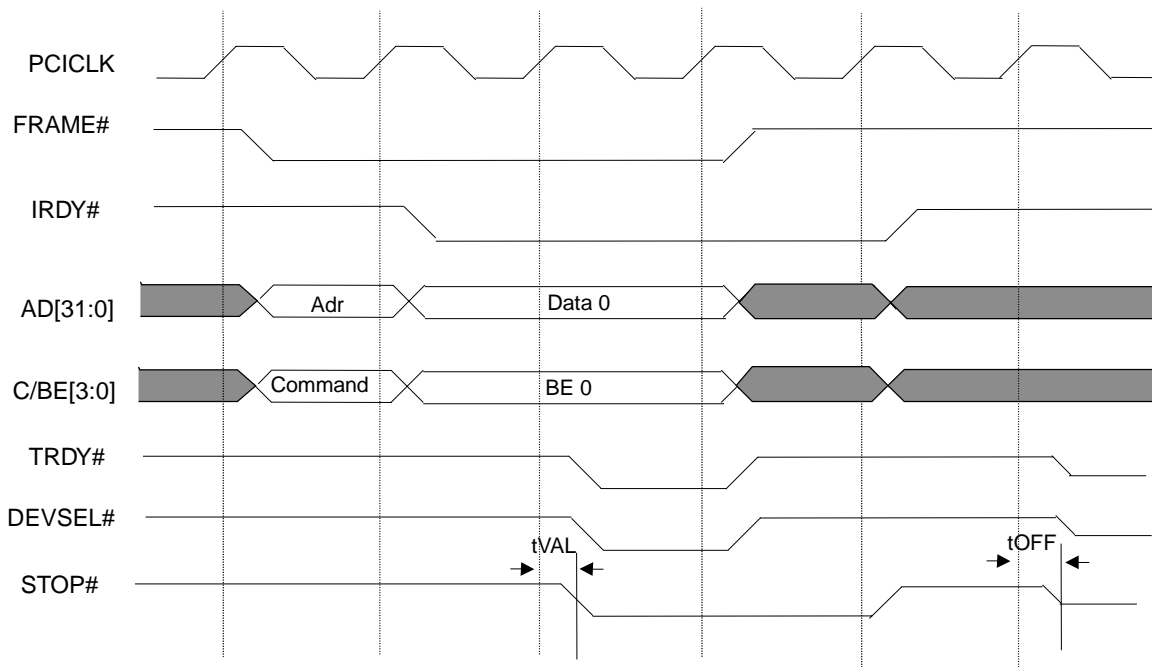 PCICLK
FRAME#
IRDY#
AD[31:0]
Adr
Data 0
C/BE[3:0]
Command
BE 0
TRDY#
DEVSEL#
tVAL
tOFF
STOP#